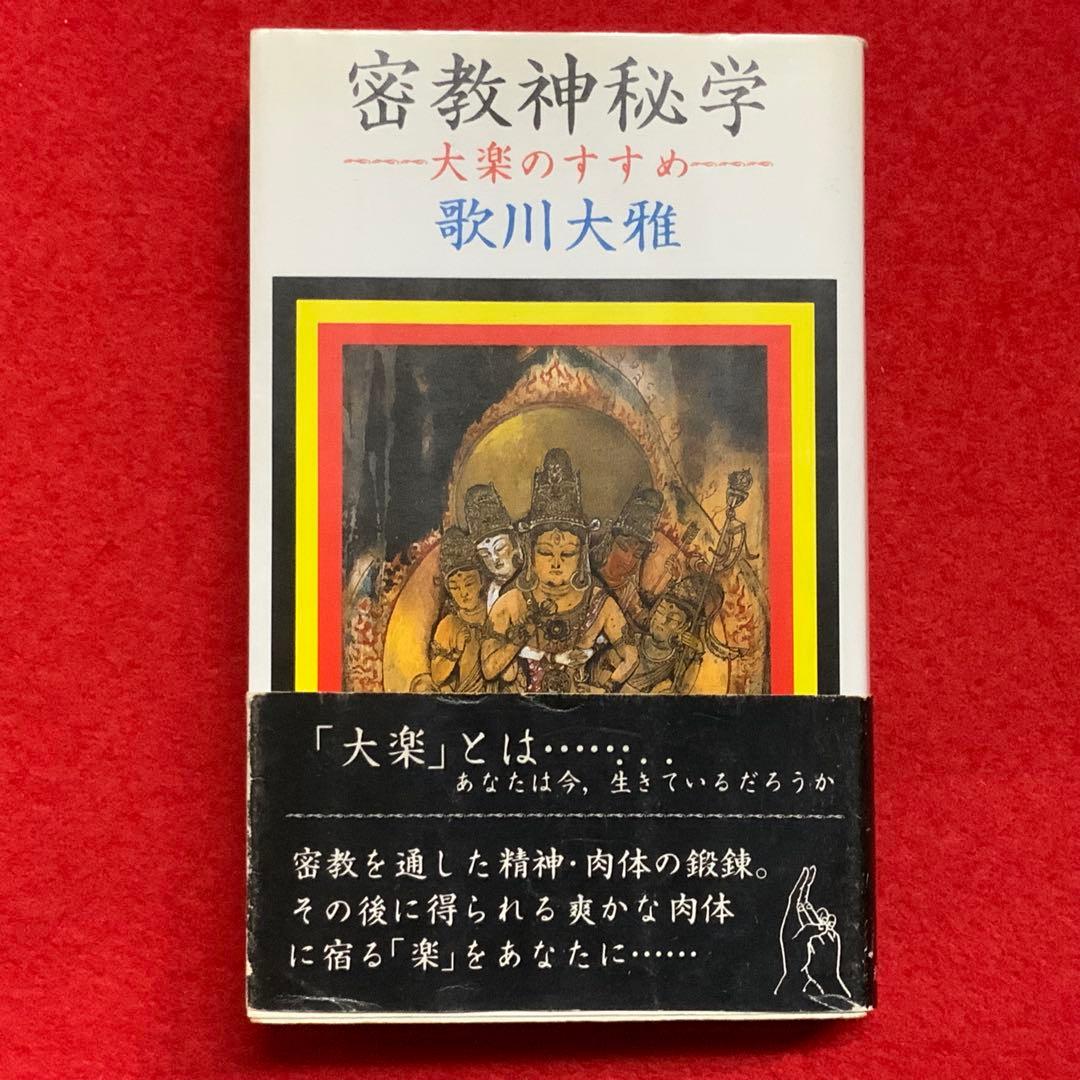 密教神秘学
大楽のすすめ
歌川大雅
「大楽」とは………
あなたは今，生きているだろうか
密教を通した精神・肉体の鍛錬。
その後に得られる爽かな肉体
に宿る「楽」をあなたに……